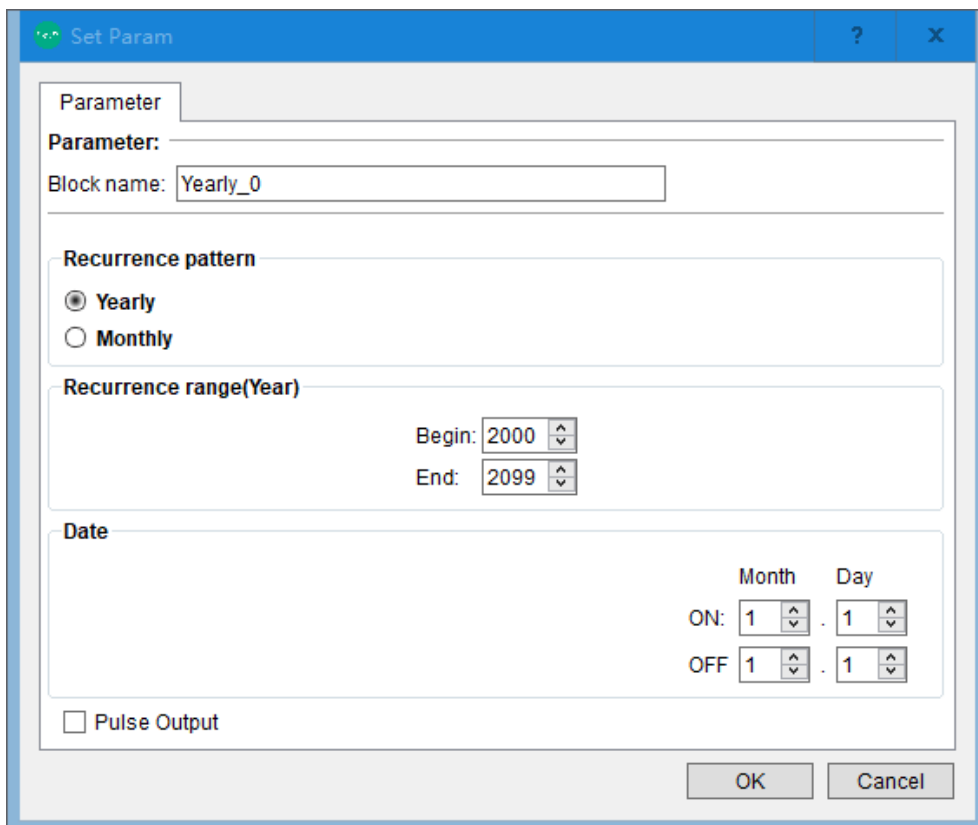 Set Param ? x
Parameter
Parameter:
Block name: Yearly_0
Recurrence pattern
Yearly
Monthly
Recurrence range(Year)
Begin: 2000
End: 2099
Date
Month Day
ON: 1 . 1
OFF 1 . 1
Pulse Output
OK Cancel